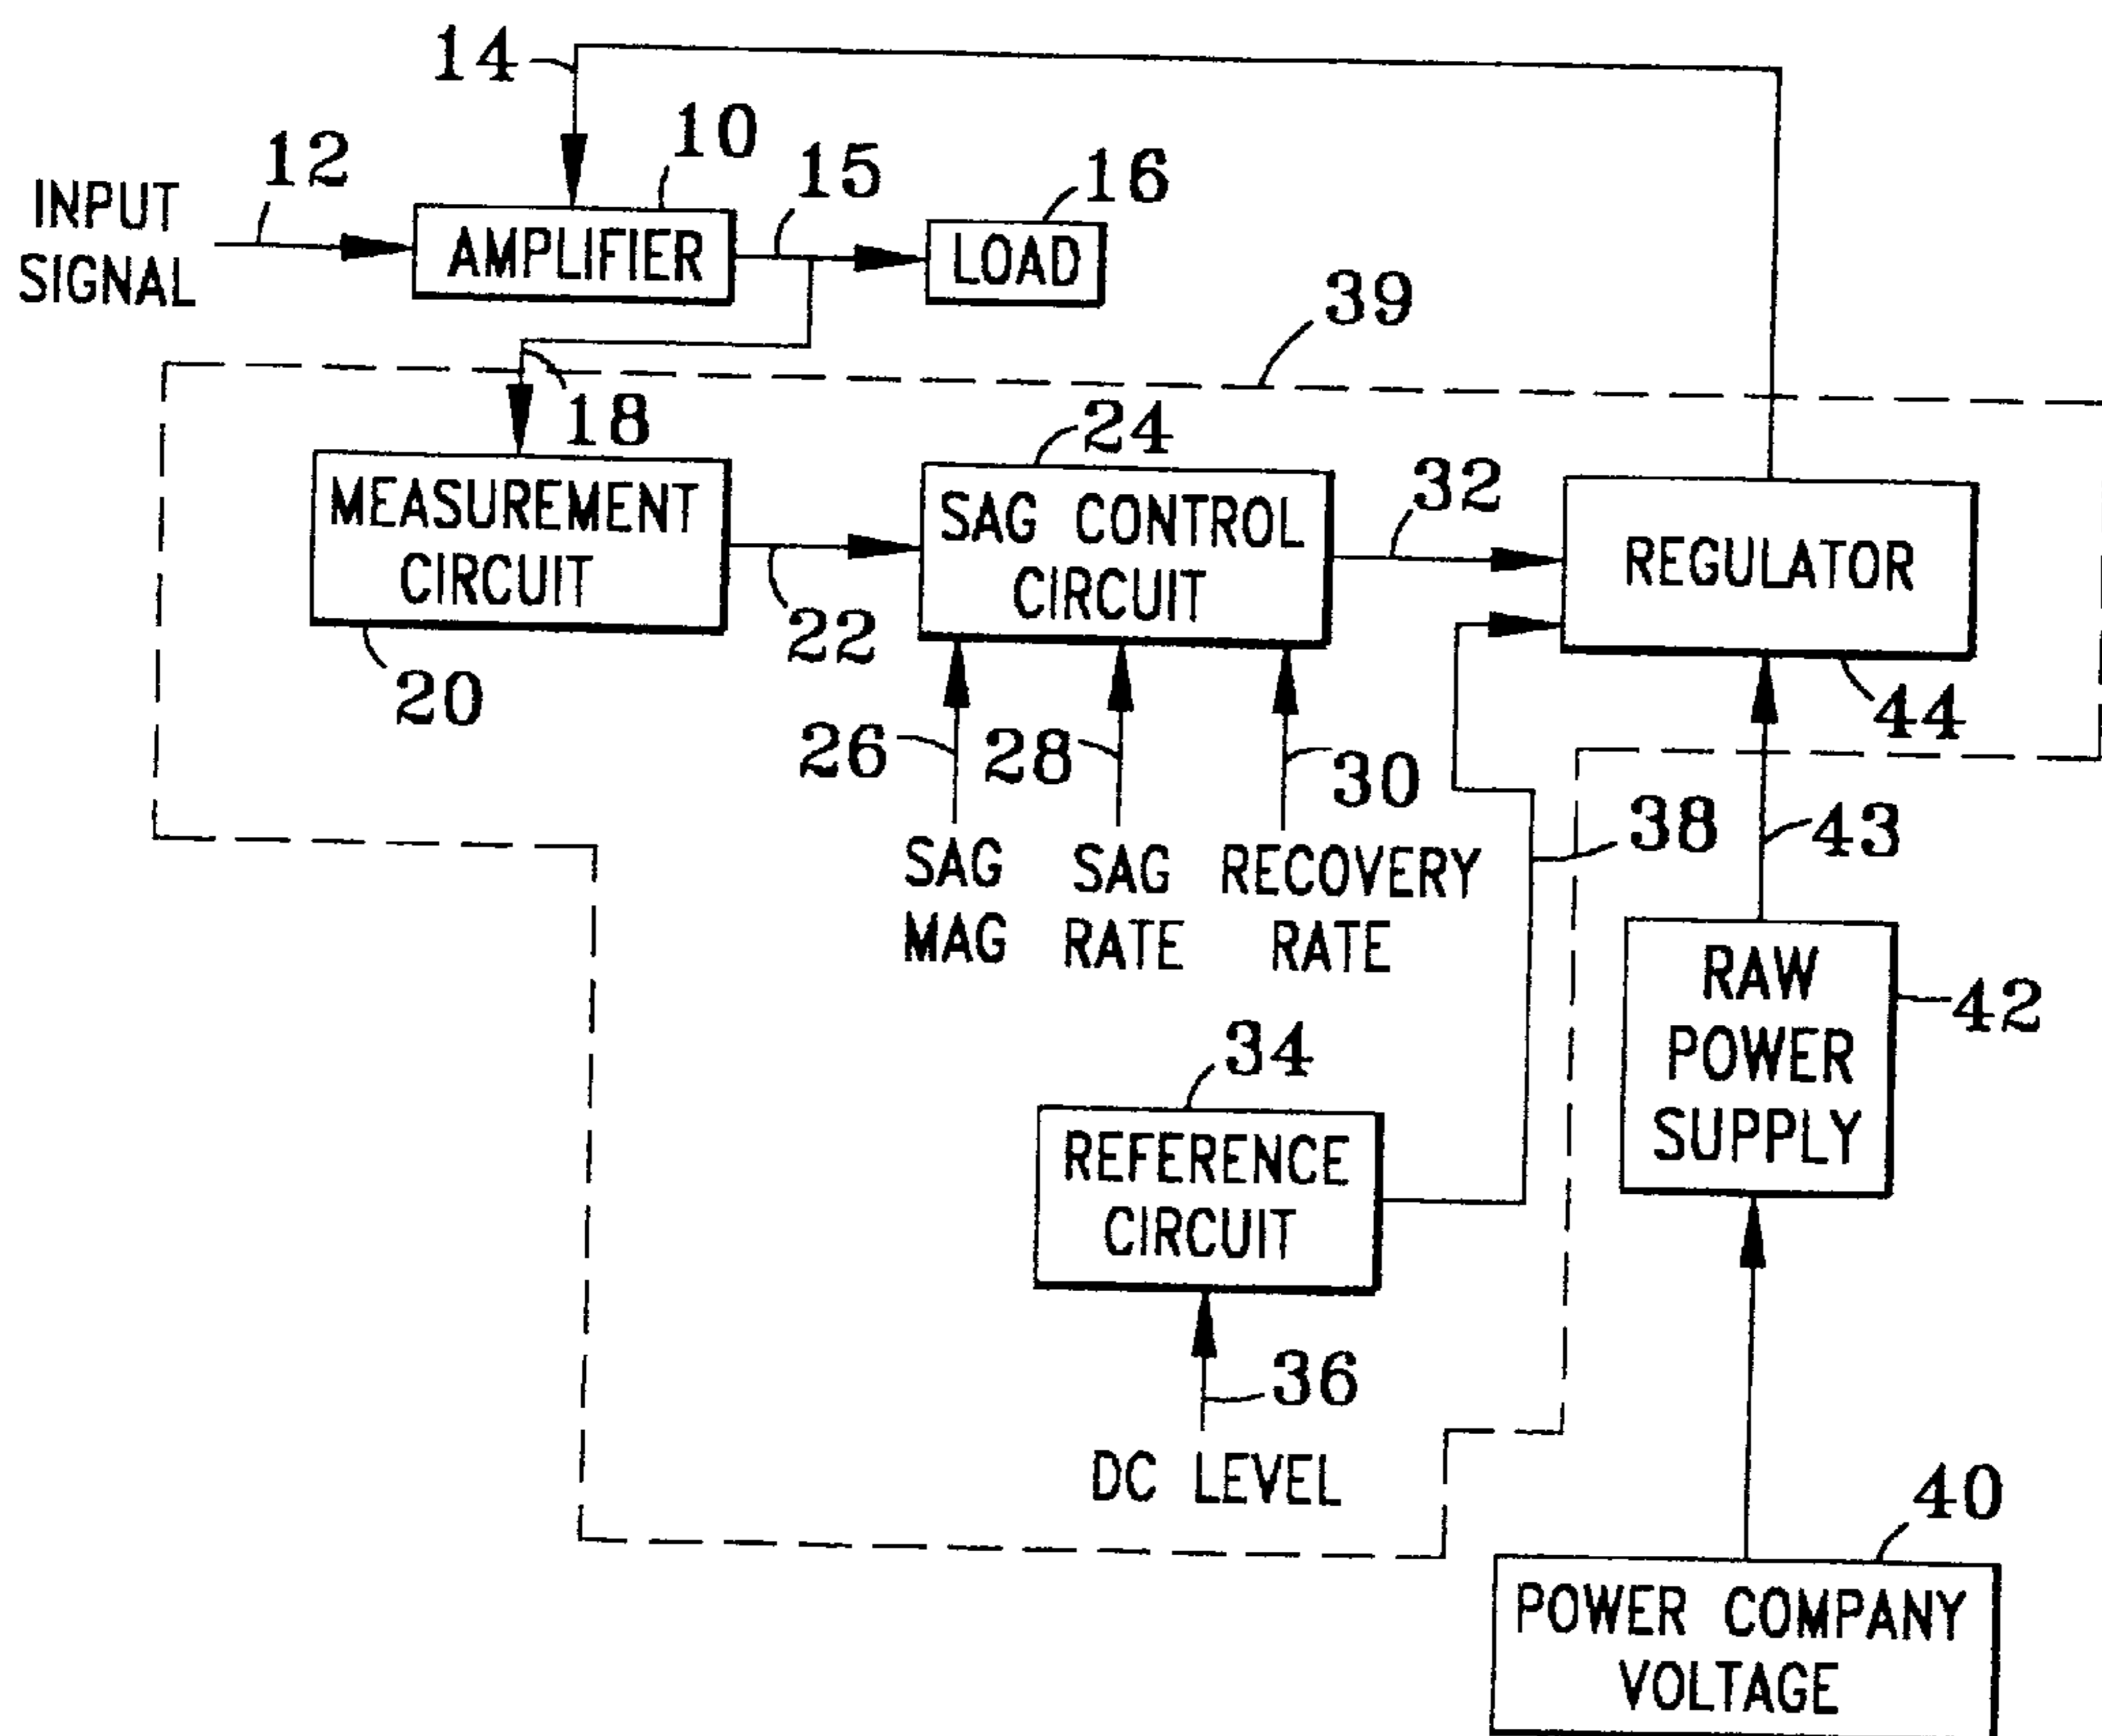 14
10
12
15
16
INPUT
SIGNAL
AMPLIFIER
LOAD
39
18
24
32
MEASUREMENT
CIRCUIT
SAG CONTROL
CIRCUIT
REGULATOR
22
20
44
26
28
30
38
43
SAG
MAG
SAG
RATE
RECOVERY
RATE
RAW
POWER
SUPPLY
42
34
REFERENCE
CIRCUIT
36
DC LEVEL
40
POWER COMPANY
VOLTAGE